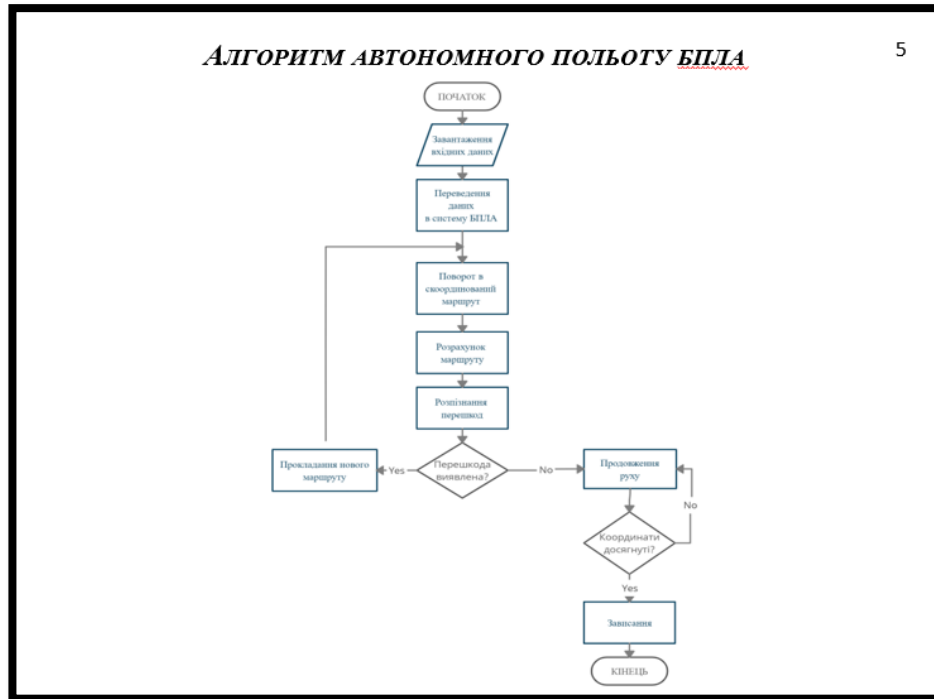 АЛГОРИТМ АВТОНОМНОГО ПОЛЬОТУ БПЛА
5
ПОЧАТОК
Завантаження
вхідних даних
Переведення
даних
в систему БПЛА
Поворот в
скоординований
маршрут
Розрахунок
маршруту
Розпізнання
перешкод
Прокладання нового
маршруту
Yes
Перешкода
виявлена?
No
Продовження
руху
No
Координати
досягнуті?
Yes
Зависання
КІНЕЦЬ